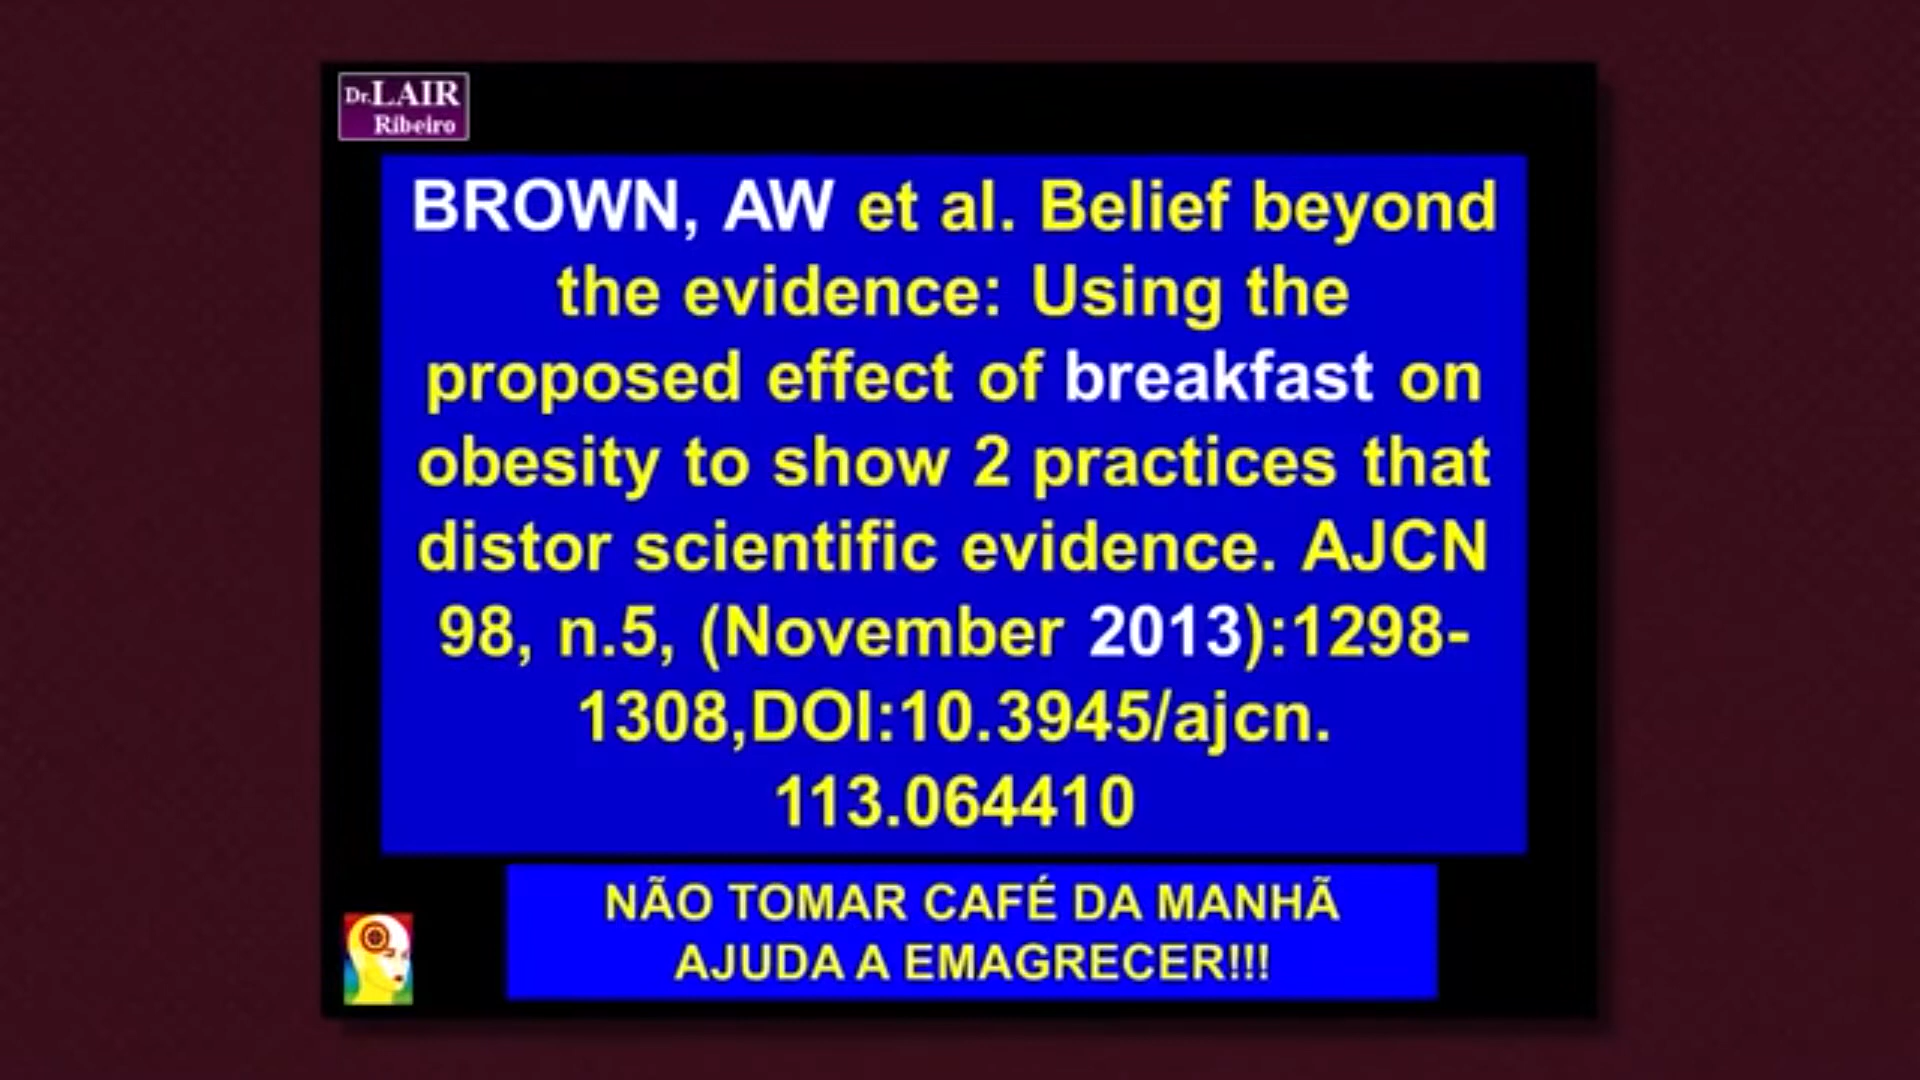 Dr.LAIR
Ribeiro
BROWN, AW et al. Belief beyond
the evidence: Using the
proposed effect of breakfast on
obesity to show 2 practices that
distor scientific evidence. AJCN
98, n.5, (November 2013):1298-
1308,DOI:10.3945/ajcn.
113.064410
NÃO TOMAR CAFÉ DA MANHÃ
AJUDA A EMAGRECER!!!